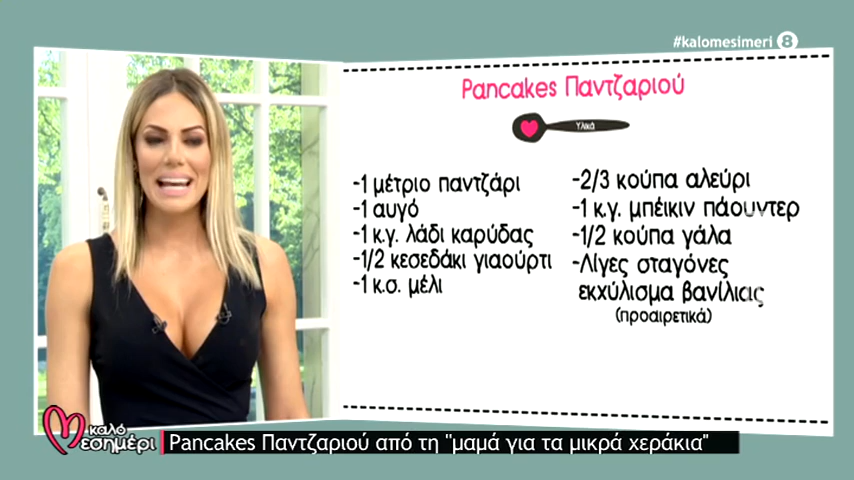 #kalomesimeri 8
Pancakes Παντζαριού
Υλικά
-1 μέτριο παντζάρι
-1 αυγό
-1 κ.γ. λάδι καρύδας
-1/2 κεσεδάκι γιαούρτι
-1 κ.σ. μέλι
-2/3 κούπα αλεύρι
-1 κ.γ. μπέικιν πάουντερ
-1/2 κούπα γάλα
-Λίγες σταγόνες
εκχύλισμα βανίλιας
(προαιρετικά)
καλό
μεσημέρι
Pancakes Παντζαριού από τη "μαμά για τα μικρά χεράκια"